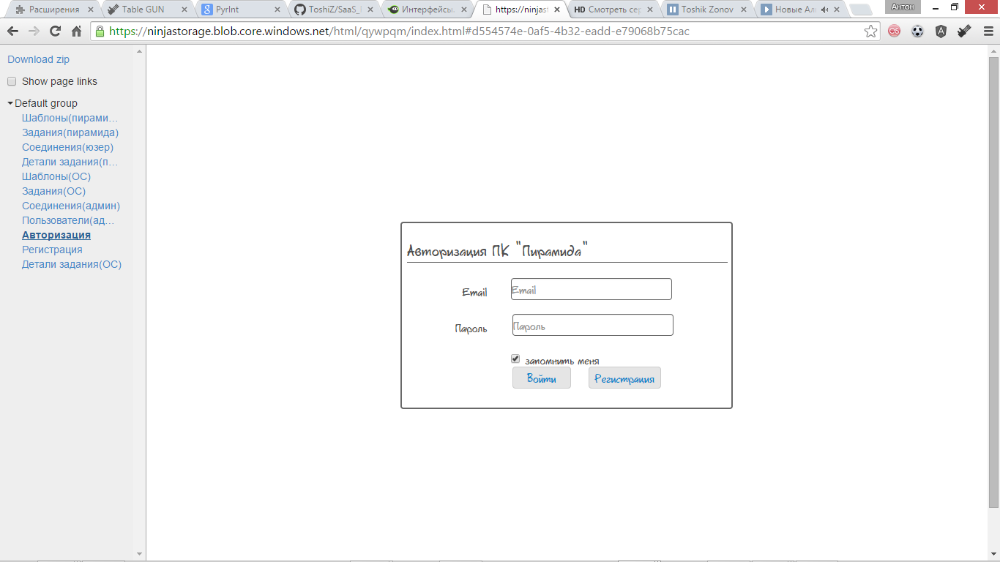 Расширения
Table GUN
PyrInt
ToshiZ/SaaS_
Интерфейсы.
https://ninjast
HD Смотреть сер
Toshik Zonov
Новые Ал
Антон
https://ninjastorage.blob.core.windows.net/html/qywpqm/index.html#d554574e-0af5-4b32-eadd-e79068b75cac
Download zip
Show page links
Default group
Шаблоны(пирами…
Задания(пирамида)
Соединения(юзер)
Детали задания(п…
Шаблоны(ОС)
Задания(ОС)
Соединения(админ)
Пользователи(ад…
Авторизация
Регистрация
Детали задания(ОС)
Авторизация ПК "Пирамида"
Email Email
Пароль Пароль
запомнить меня
Войти Регистрация